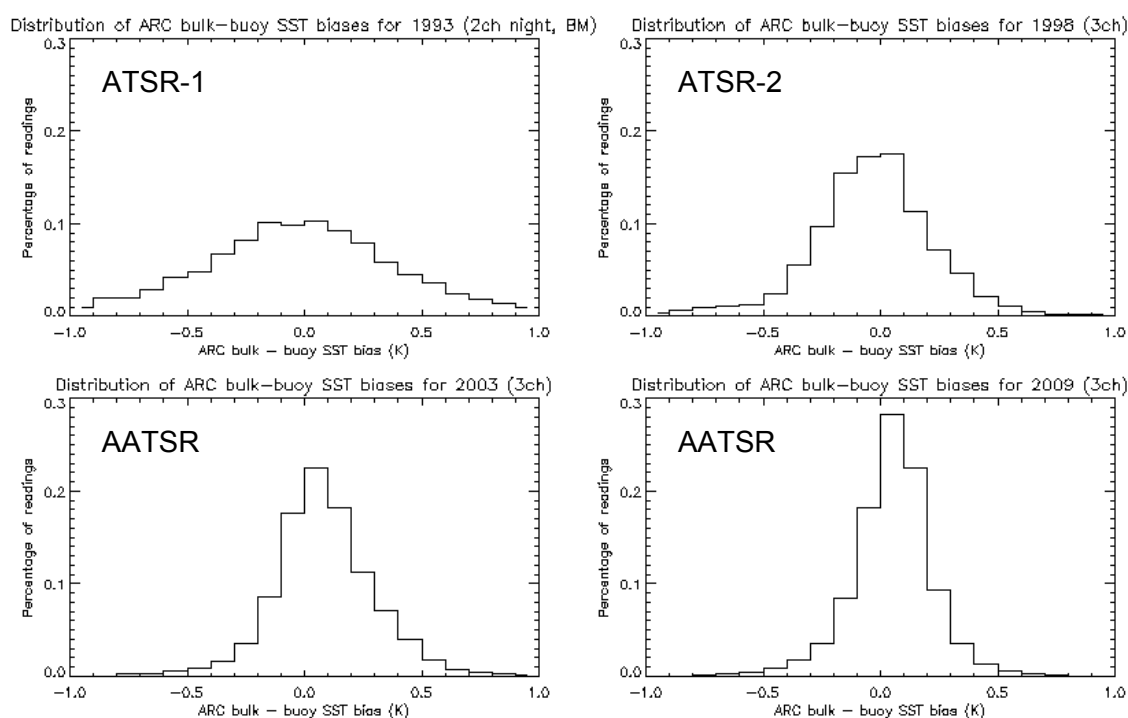 Distribution of ARC bulk-buoy SST biases for 1993 (2ch night, BM)
ATSR-1
Percentage of readings
0.3
0.2
0.1
0.0
-1.0 -0.5 0.0 0.5 1.0
ARC bulk - buoy SST bias (K)
Distribution of ARC bulk-buoy SST biases for 1998 (3ch)
ATSR-2
Percentage of readings
0.3
0.2
0.1
0.0
-1.0 -0.5 0.0 0.5 1.0
ARC bulk - buoy SST bias (K)
Distribution of ARC bulk-buoy SST biases for 2003 (3ch)
AATSR
Percentage of readings
0.3
0.2
0.1
0.0
-1.0 -0.5 0.0 0.5 1.0
ARC bulk - buoy SST bias (K)
Distribution of ARC bulk-buoy SST biases for 2009 (3ch)
AATSR
Percentage of readings
0.3
0.2
0.1
0.0
-1.0 -0.5 0.0 0.5 1.0
ARC bulk - buoy SST bias (K)